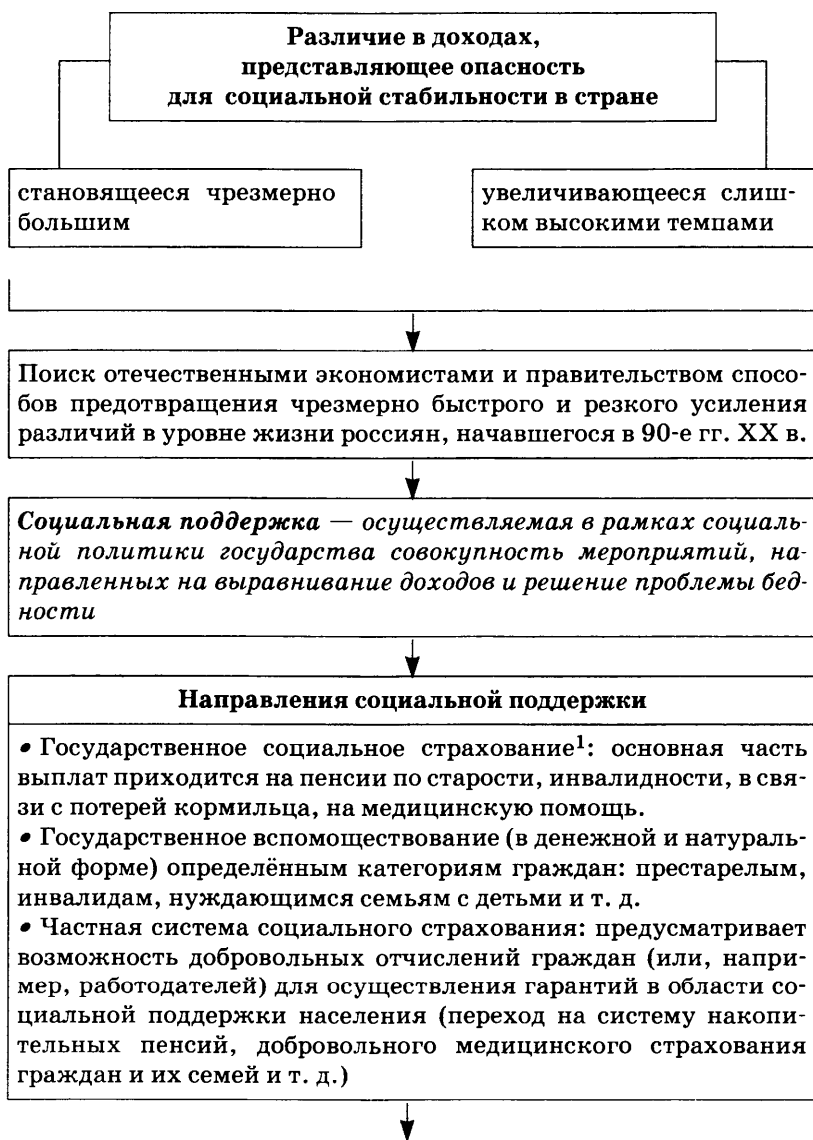 Различие в доходах,
представляющее опасность
для социальной стабильности в стране
становящееся чрезмерно
большим
увеличивающееся слиш-
ком высокими темпами
Поиск отечественными экономистами и правительством спосо-
бов предотвращения чрезмерно быстрого и резкого усиления
различий в уровне жизни россиян, начавшегося в 90-е гг. XX в.
Социальная поддержка — осуществляемая в рамках социаль-
ной политики государства совокупность мероприятий, на-
правленных на выравнивание доходов и решение проблемы бед-
ности
Направления социальной поддержки
• Государственное социальное страхование¹: основная часть
выплат приходится на пенсии по старости, инвалидности, в свя-
зи с потерей кормильца, на медицинскую помощь.
• Государственное вспомоществование (в денежной и натураль-
ной форме) определённым категориям граждан: престарелым,
инвалидам, нуждающимся семьям с детьми и т. д.
• Частная система социального страхования: предусматривает
возможность добровольных отчислений граждан (или, напри-
мер, работодателей) для осуществления гарантий в области со-
циальной поддержки населения (переход на систему накопи-
тельных пенсий, добровольного медицинского страхования
граждан и их семей и т. д.)